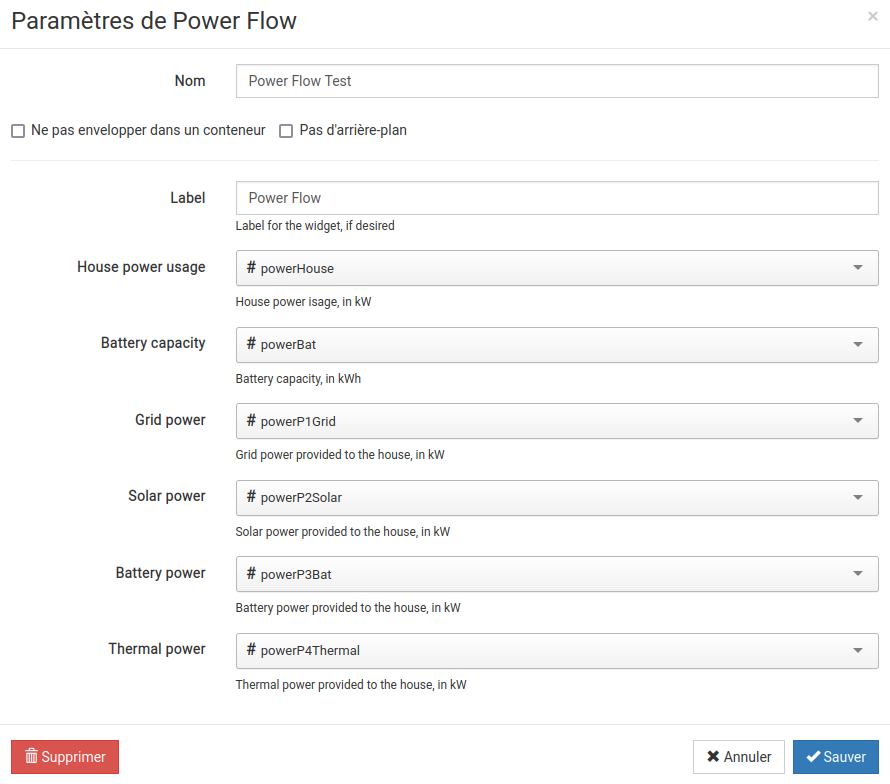 Paramètres de Power Flow
×
Nom
Power Flow Test
Ne pas envelopper dans un conteneur
Pas d'arrière-plan
Label
Power Flow
Label for the widget, if desired
House power usage
# powerHouse
House power isage, in kW
Battery capacity
# powerBat
Battery capacity, in kWh
Grid power
# powerP1Grid
Grid power provided to the house, in kW
Solar power
# powerP2Solar
Solar power provided to the house, in kW
Battery power
# powerP3Bat
Battery power provided to the house, in kW
Thermal power
# powerP4Thermal
Thermal power provided to the house, in kW
Supprimer
Annuler
Sauver